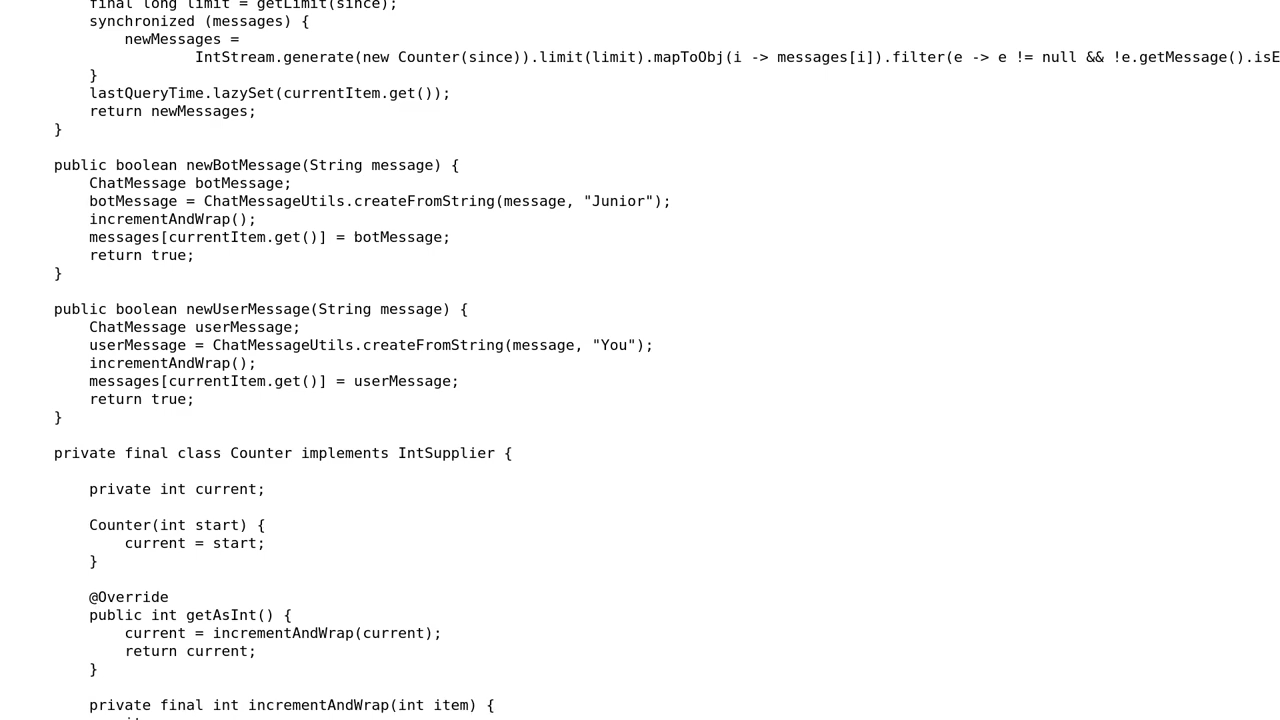 final long limit = getLimit(since);
synchronized (messages) {
newMessages =
IntStream.generate(new Counter(since)).limit(limit).mapToObj(i -> messages[i]).filter(e -> e != null && !e.getMessage().isE
}
lastQueryTime.lazySet(currentItem.get());
return newMessages;
}
public boolean newBotMessage(String message) {
ChatMessage botMessage;
botMessage = ChatMessageUtils.createFromString(message, "Junior");
incrementAndWrap();
messages[currentItem.get()] = botMessage;
return true;
}
public boolean newUserMessage(String message) {
ChatMessage userMessage;
userMessage = ChatMessageUtils.createFromString(message, "You");
incrementAndWrap();
messages[currentItem.get()] = userMessage;
return true;
}
private final class Counter implements IntSupplier {
private int current;
Counter(int start) {
current = start;
}
@Override
public int getAsInt() {
current = incrementAndWrap(current);
return current;
}
private final int incrementAndWrap(int item) {